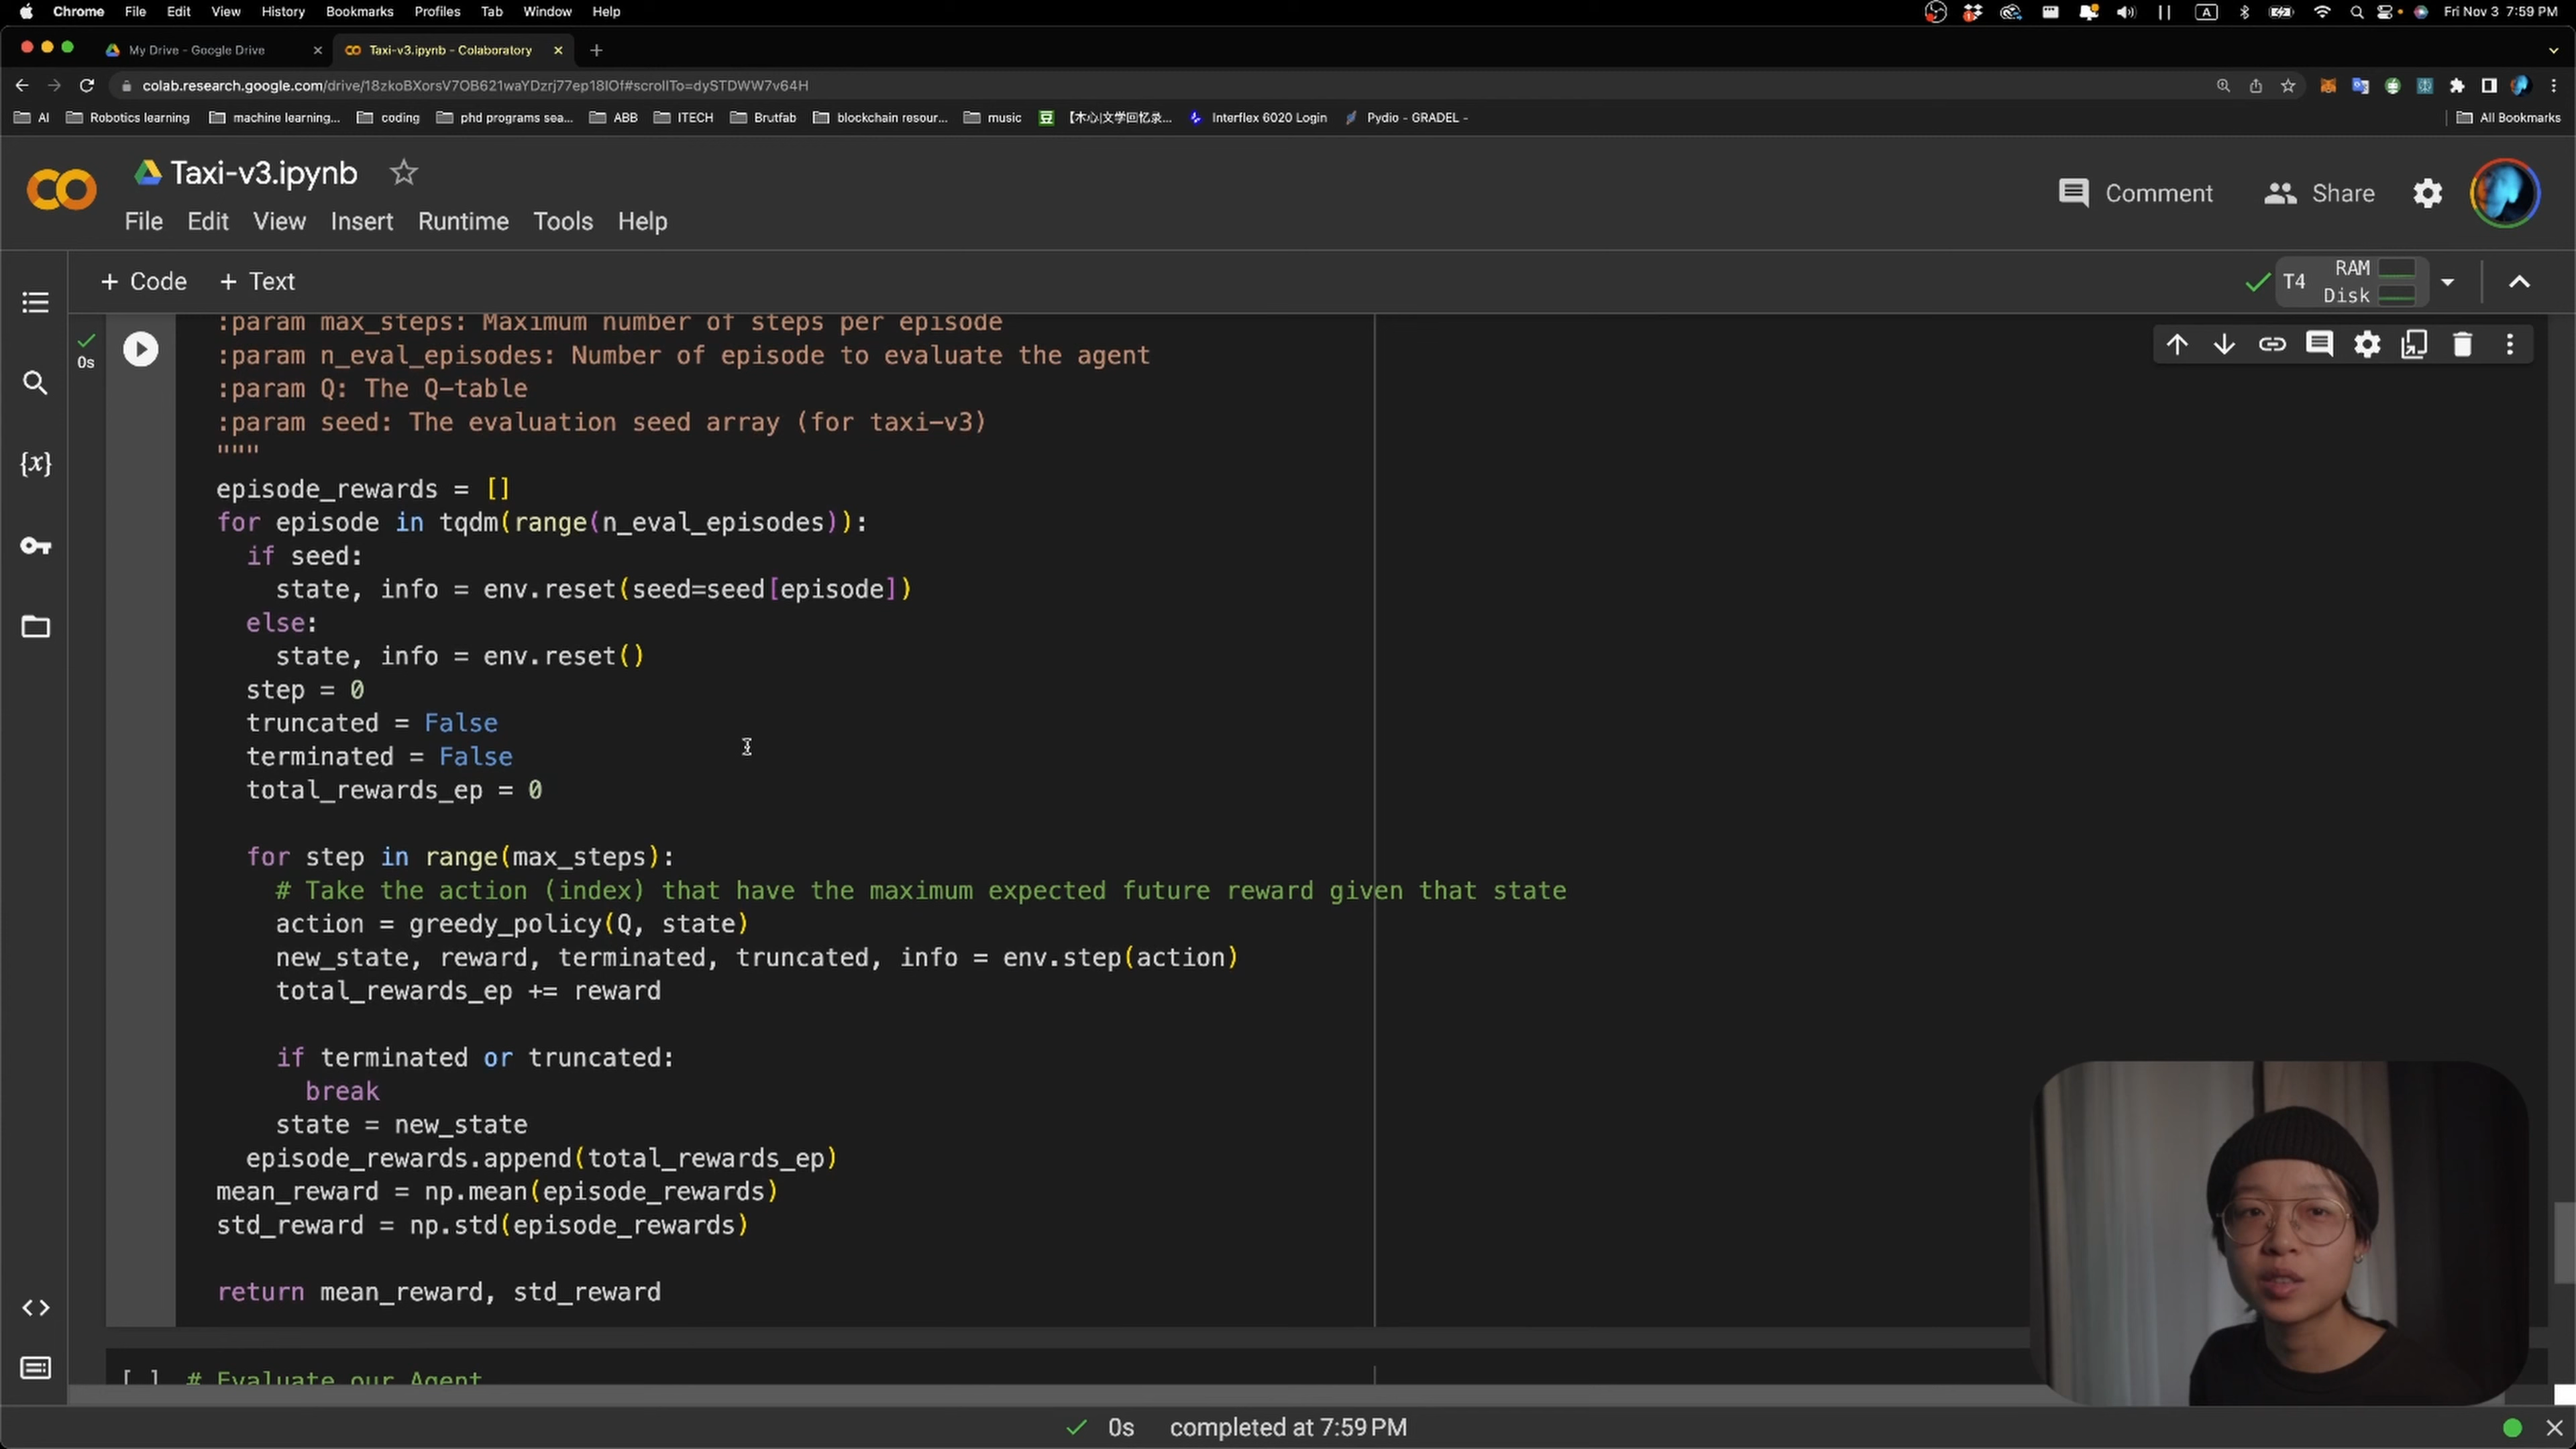 Chrome File Edit View History Bookmarks Profiles Tab Window Help
A
Fri Nov 3 7:59 PM
My Drive - Google Drive
Taxi-v3.ipynb - Colaboratory
colab.research.google.com/drive/18zkoBXorsV7OB621waYDzrj77ep18IOf#scrollTo=dySTDWW7v64H
AI Robotics learning machine learning... coding phd programs sea... ABB ITECH Brutfab blockchain resour... music 豆 【木心|文学回忆录... Interflex 6020 Login Pydio - GRADEL - All Bookmarks
CO
Taxi-v3.ipynb
Comment Share
File Edit View Insert Runtime Tools Help
+ Code + Text
T4 RAM
Disk
:param max_steps: Maximum number of steps per episode
0s
:param n_eval_episodes: Number of episode to evaluate the agent
:param Q: The Q-table
:param seed: The evaluation seed array (for taxi-v3)
"""
{x}
episode_rewards = []
for episode in tqdm(range(n_eval_episodes)):
if seed:
state, info = env.reset(seed=seed[episode])
else:
state, info = env.reset()
step = 0
truncated = False
terminated = False
total_rewards_ep = 0
for step in range(max_steps):
# Take the action (index) that have the maximum expected future reward given that state
action = greedy_policy(Q, state)
new_state, reward, terminated, truncated, info = env.step(action)
total_rewards_ep += reward
if terminated or truncated:
break
state = new_state
episode_rewards.append(total_rewards_ep)
mean_reward = np.mean(episode_rewards)
std_reward = np.std(episode_rewards)
return mean_reward, std_reward
<>
[ ] # Evaluate our Agent
0s completed at 7:59 PM